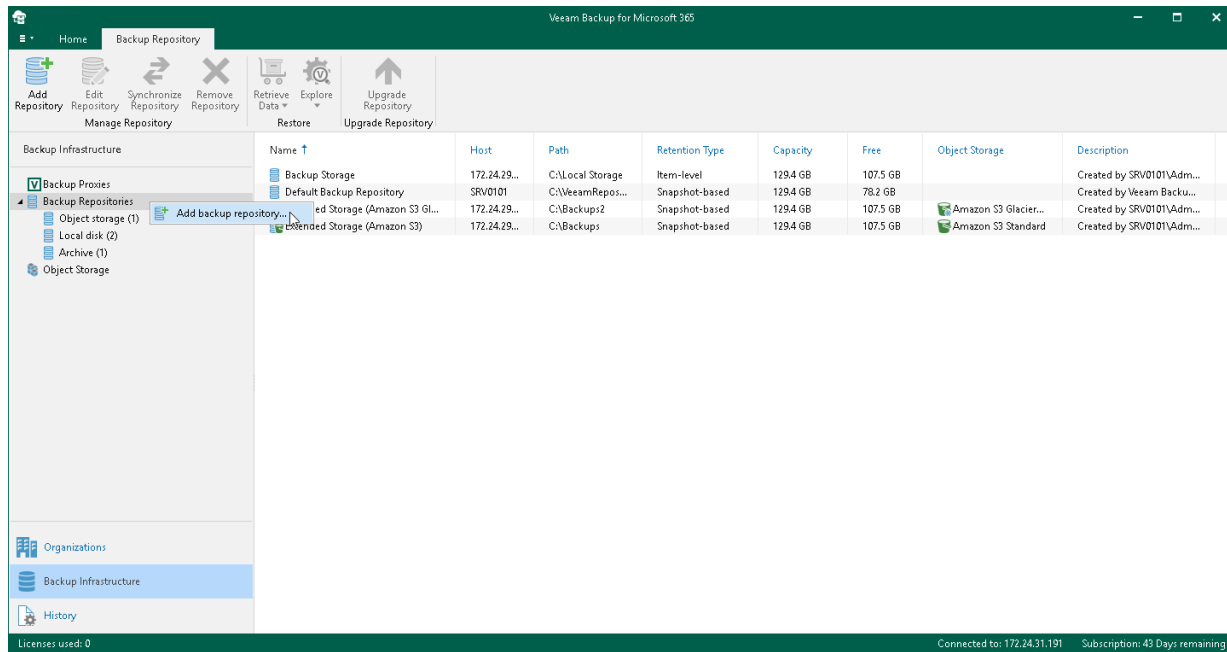 Veeam Backup for Microsoft 365
Home Backup Repository
Add Repository
Edit Repository
Synchronize Repository
Remove Repository
Retrieve Data
Explore
Upgrade Repository
Manage Repository Restore Upgrade Repository
Backup Infrastructure
Backup Proxies
Backup Repositories
Add backup repository...
Object storage (1)
Local disk (2)
Archive (1)
Object Storage
Name Host Path Retention Type Capacity Free Object Storage Description
Backup Storage 172.24.29... C:\Local Storage Item-level 129.4 GB 107.5 GB Created by SRV0101\Adm...
Default Backup Repository SRV0101 C:\VeeamRepos... Snapshot-based 129.4 GB 78.2 GB Created by Veeam Backu...
ed Storage (Amazon S3 Gl... 172.24.29... C:\Backups2 Snapshot-based 129.4 GB 107.5 GB Amazon S3 Glacier... Created by SRV0101\Adm...
Extended Storage (Amazon S3) 172.24.29... C:\Backups Snapshot-based 129.4 GB 107.5 GB Amazon S3 Standard Created by SRV0101\Adm...
Organizations
Backup Infrastructure
History
Licenses used: 0
Connected to: 172.24.31.191 Subscription: 43 Days remaining